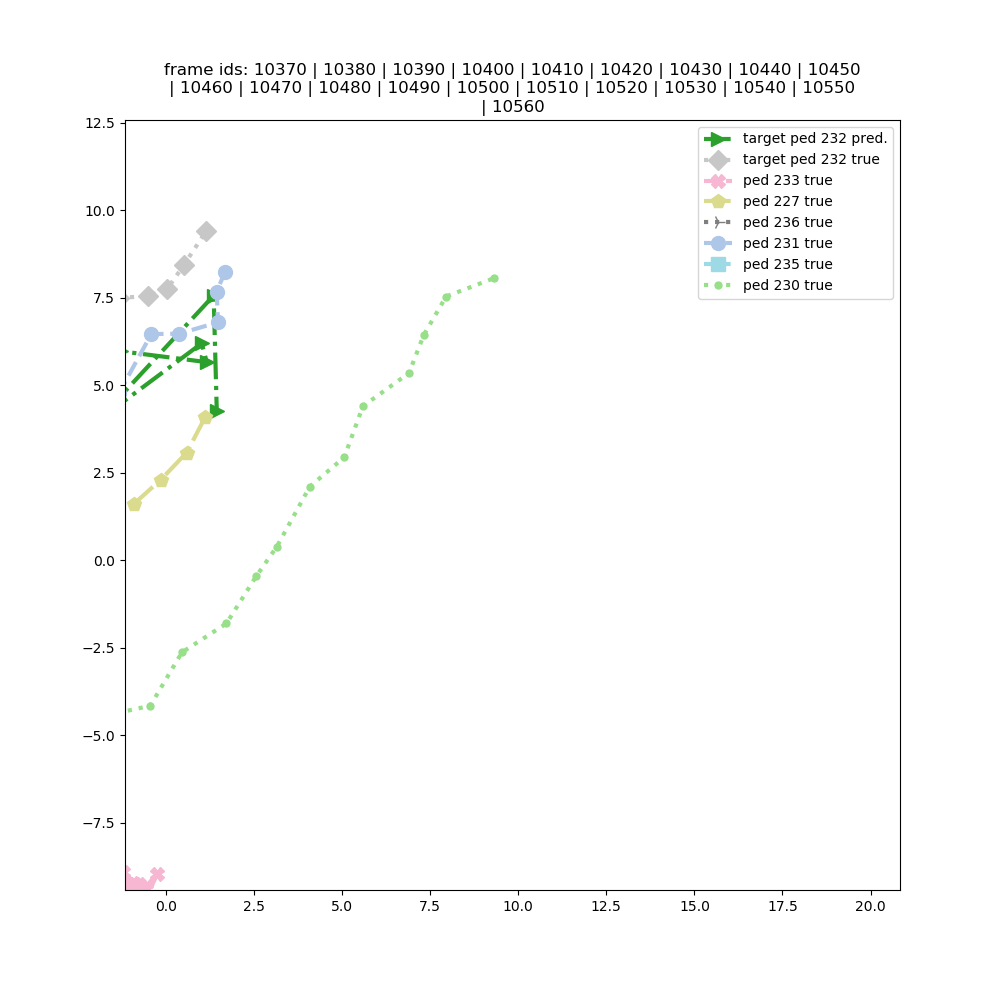 frame ids: 10370 | 10380 | 10390 | 10400 | 10410 | 10420 | 10430 | 10440 | 10450
| 10460 | 10470 | 10480 | 10490 | 10500 | 10510 | 10520 | 10530 | 10540 | 10550
| 10560
target ped 232 pred.
target ped 232 true
ped 233 true
ped 227 true
ped 236 true
ped 231 true
ped 235 true
ped 230 true
12.5
10.0
7.5
5.0
2.5
0.0
−2.5
−5.0
−7.5
0.0 2.5 5.0 7.5 10.0 12.5 15.0 17.5 20.0